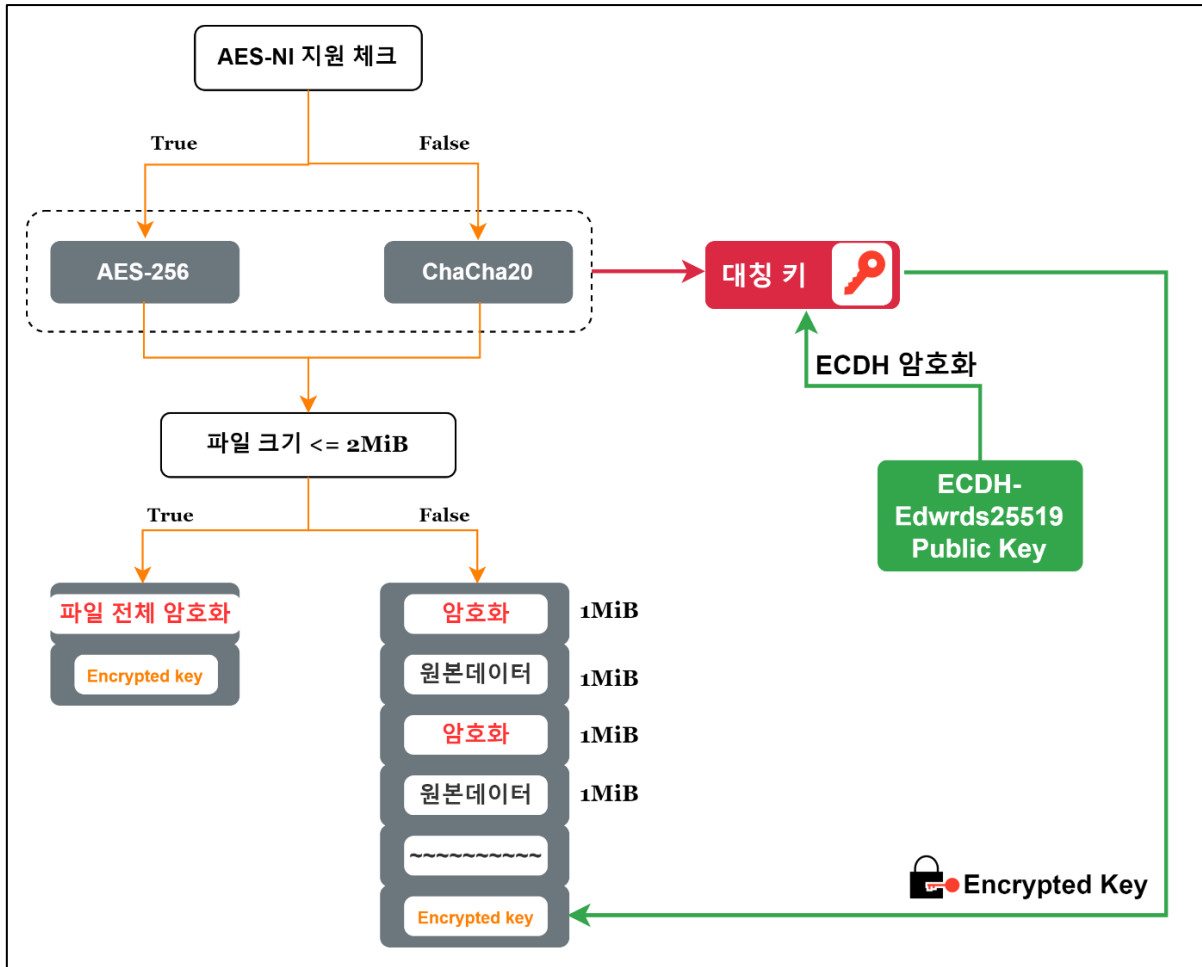 AES-NI 지원 체크
True
False
AES-256
ChaCha20
대칭 키
ECDH 암호화
파일 크기 <= 2MiB
ECDH-
Edwrds25519
Public Key
True
False
파일 전체 암호화
Encrypted key
암호화
1MiB
원본데이터
1MiB
암호화
1MiB
원본데이터
1MiB
~~~~~~~~~~
Encrypted key
Encrypted Key